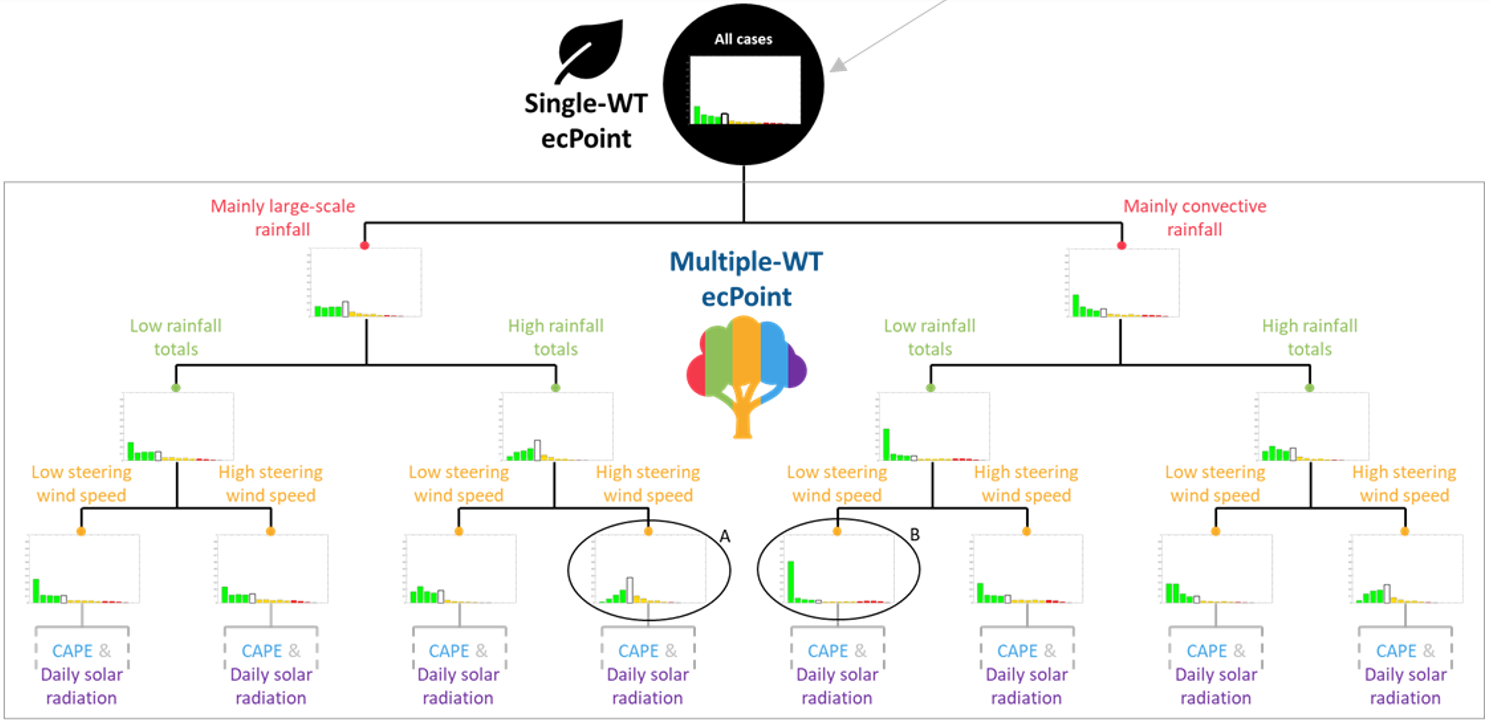 All cases
Single-WT
ecPoint
Mainly large-scale
rainfall
Mainly convective
rainfall
Multiple-WT
ecPoint
Low rainfall
totals
High rainfall
totals
Low rainfall
totals
High rainfall
totals
Low steering
wind speed
High steering
wind speed
Low steering
wind speed
High steering
wind speed
Low steering
wind speed
High steering
wind speed
Low steering
wind speed
High steering
wind speed
A
B
CAPE &
Daily solar
radiation
CAPE &
Daily solar
radiation
CAPE &
Daily solar
radiation
CAPE &
Daily solar
radiation
CAPE &
Daily solar
radiation
CAPE &
Daily solar
radiation
CAPE &
Daily solar
radiation
CAPE &
Daily solar
radiation